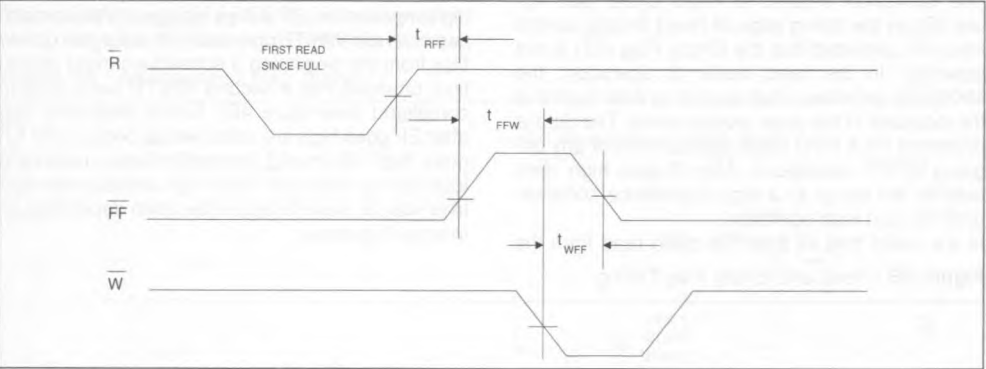 t RFF
R
FIRST READ
SINCE FULL
t FFW
FF
t WFF
W